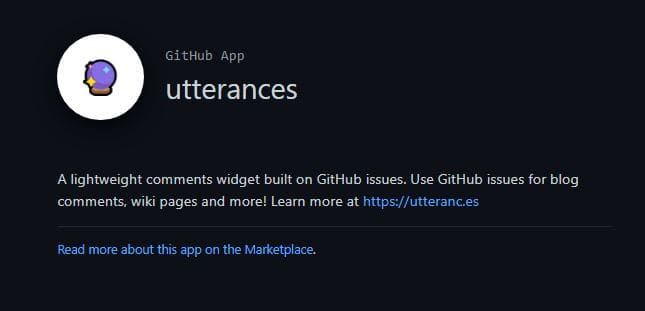 GitHub App
utterances
A lightweight comments widget built on GitHub issues. Use GitHub issues for blog
comments, wiki pages and more! Learn more at https://utteranc.es
Read more about this app on the Marketplace.